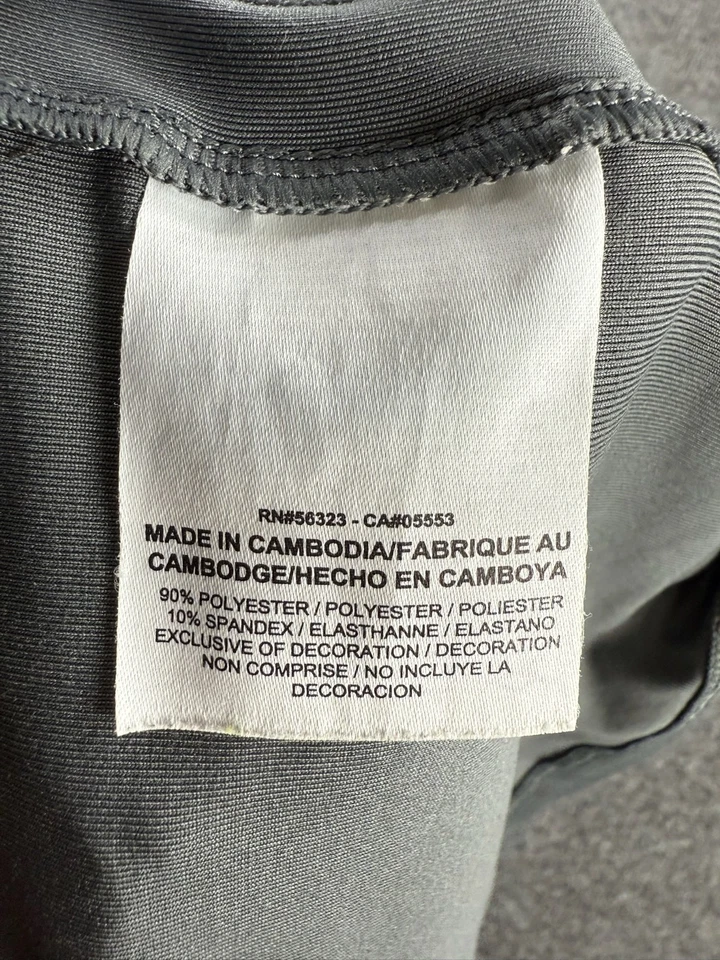 RN#56323 - CA#05553
MADE IN CAMBODIA/FABRIQUE AU
CAMBODGE/HECHO EN CAMBOYA
90% POLYESTER / POLYESTER / POLIESTER
10% SPANDEX / ELASTHANNE / ELASTANO
EXCLUSIVE OF DECORATION / DECORATION
NON COMPRISE / NO INCLUYE LA
DECORACION